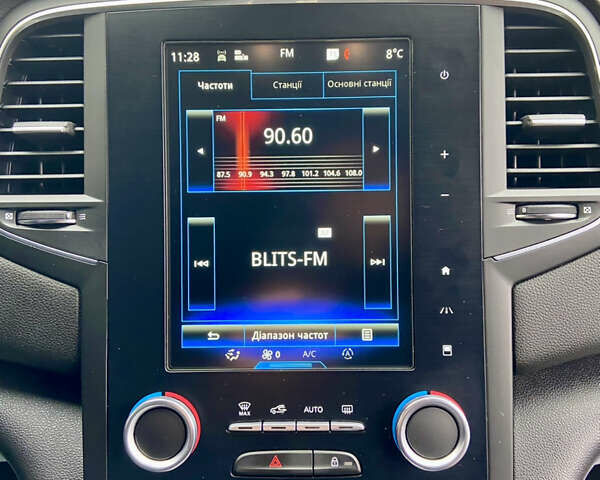 11:28 FM 8°C
Частоти Станції Основні станції
FM
90.60
87.5 90.9 94.3 97.8 101.2 104.6 108.0
BLITS-FM
Діапазон частот
0 A/C A
MAX AUTO